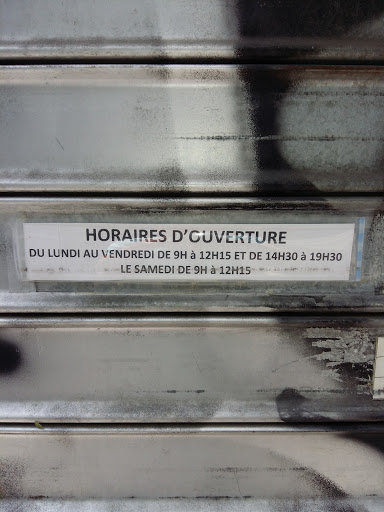 HORAIRES D'OUVERTURE
DU LUNDI AU VENDREDI DE 9H à 12H15 ET DE 14H30 à 19H30
LE SAMEDI DE 9H à 12H15